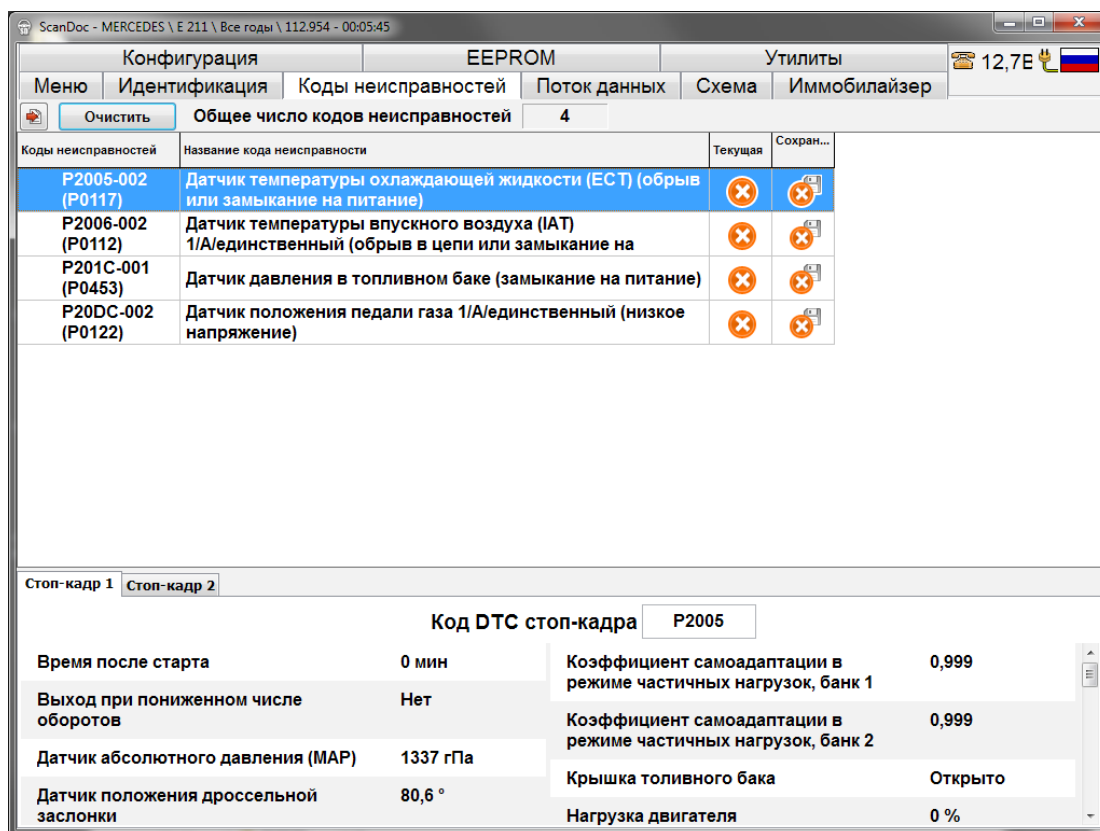 ScanDoc - MERCEDES \ E 211 \ Все годы \ 112.954 - 00:05:45
Конфигурация EEPROM Утилиты 12,7В
Меню Идентификация Коды неисправностей Поток данных Схема Иммобилайзер
Очистить Общее число кодов неисправностей 4
Коды неисправностей Название кода неисправности Текущая Сохран...
P2005-002 Датчик температуры охлаждающей жидкости (ECT) (обрыв
(P0117) или замыкание на питание)
P2006-002 Датчик температуры впускного воздуха (IAT)
(P0112) 1/А/единственный (обрыв в цепи или замыкание на
P201C-001
(P0453) Датчик давления в топливном баке (замыкание на питание)
P20DC-002 Датчик положения педали газа 1/А/единственный (низкое
(P0122) напряжение)
Стоп-кадр 1 Стоп-кадр 2
Код DTC стоп-кадра P2005
Время после старта 0 мин
Выход при пониженном числе Нет
оборотов
Датчик абсолютного давления (MAP) 1337 гПа
Датчик положения дроссельной 80,6 °
заслонки
Коэффициент самоадаптации в 0,999
режиме частичных нагрузок, банк 1
Коэффициент самоадаптации в 0,999
режиме частичных нагрузок, банк 2
Крышка толивного бака Открыто
Нагрузка двигателя 0 %